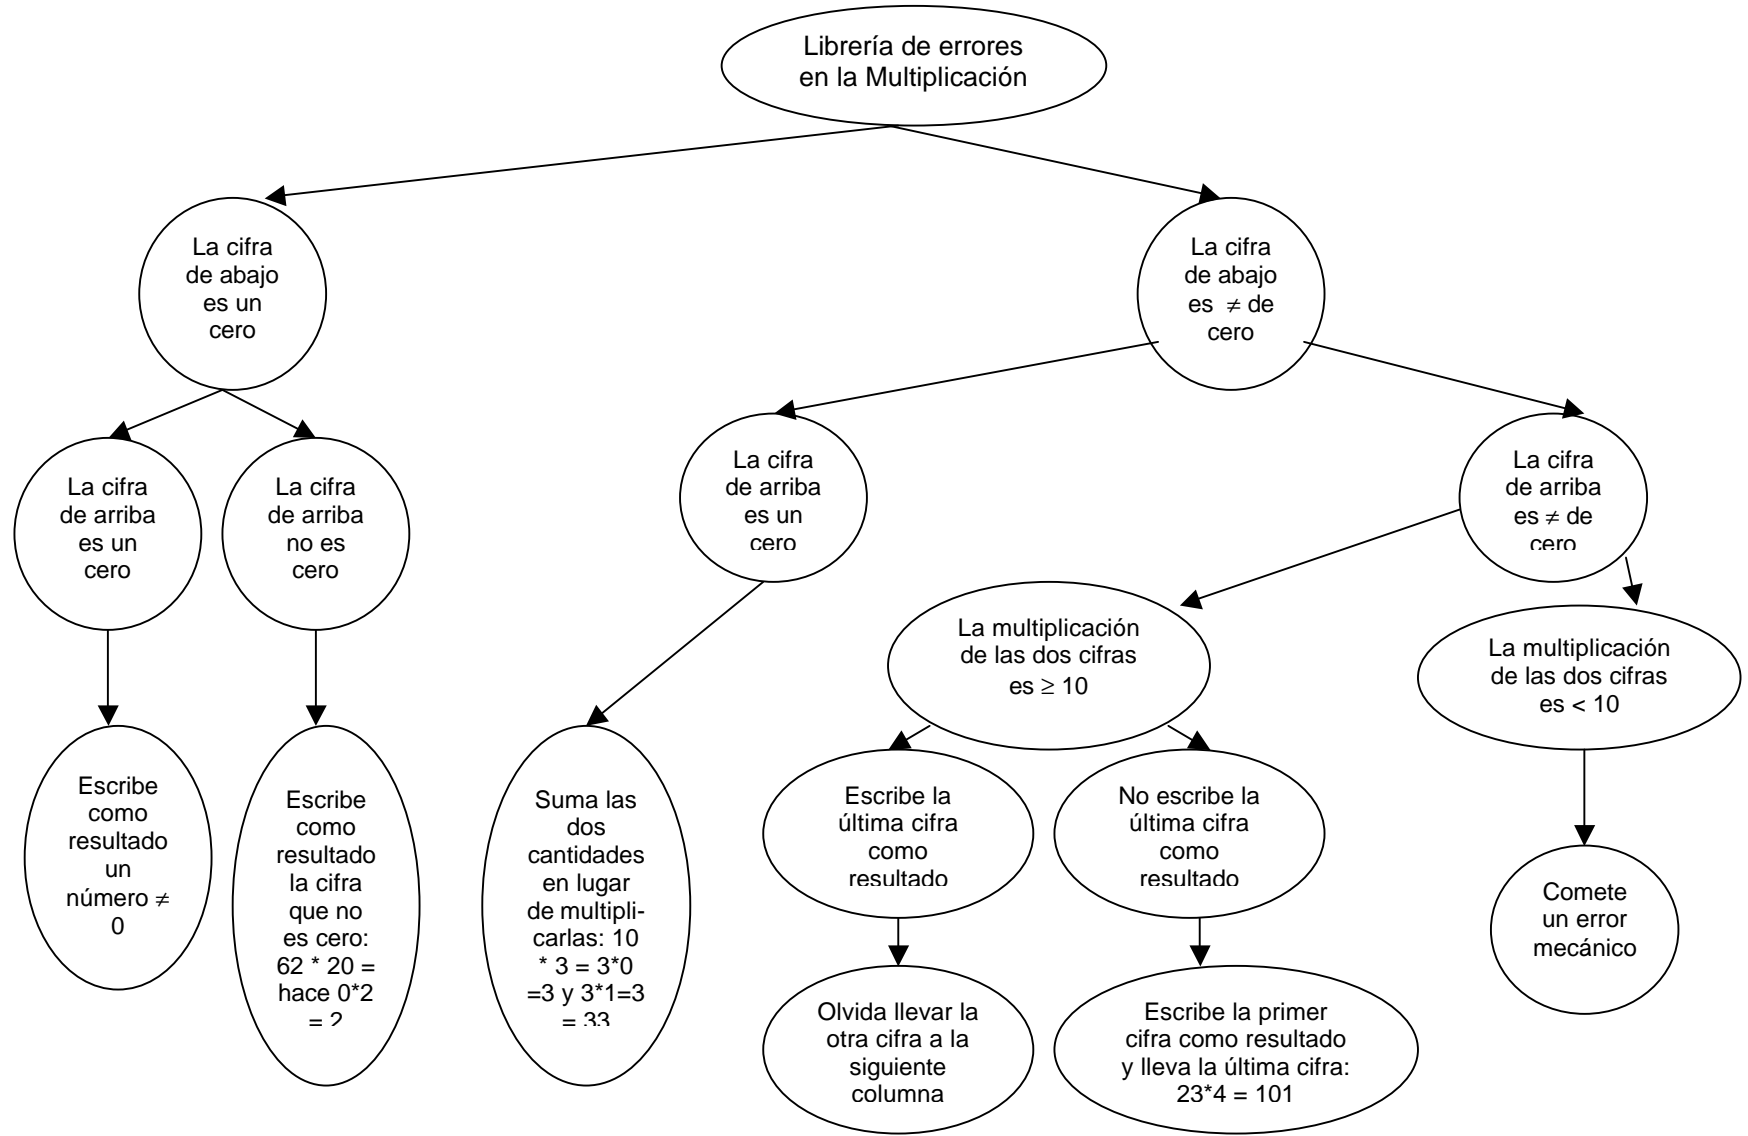 Librería de errores
en la Multiplicación
La cifra
de abajo
es un
cero
La cifra
de abajo
es ≠ de
cero
La cifra
de arriba
es un
cero
La cifra
de arriba
no es
cero
La cifra
de arriba
es un
cero
La cifra
de arriba
es ≠ de
cero
La multiplicación
de las dos cifras
es ≥ 10
La multiplicación
de las dos cifras
es < 10
Escribe
como
resultado
un
número ≠
0
Escribe
como
resultado
la cifra
que no
es cero:
62 * 20 =
hace 0*2
= 2
Suma las
dos
cantidades
en lugar
de multipli-
carlas: 10
* 3 = 3*0
=3 y 3*1=3
= 33
Escribe la
última cifra
como
resultado
No escribe la
última cifra
como
resultado
Comete
un error
mecánico
Olvida llevar la
otra cifra a la
siguiente
columna
Escribe la primer
cifra como resultado
y lleva la última cifra:
23*4 = 101